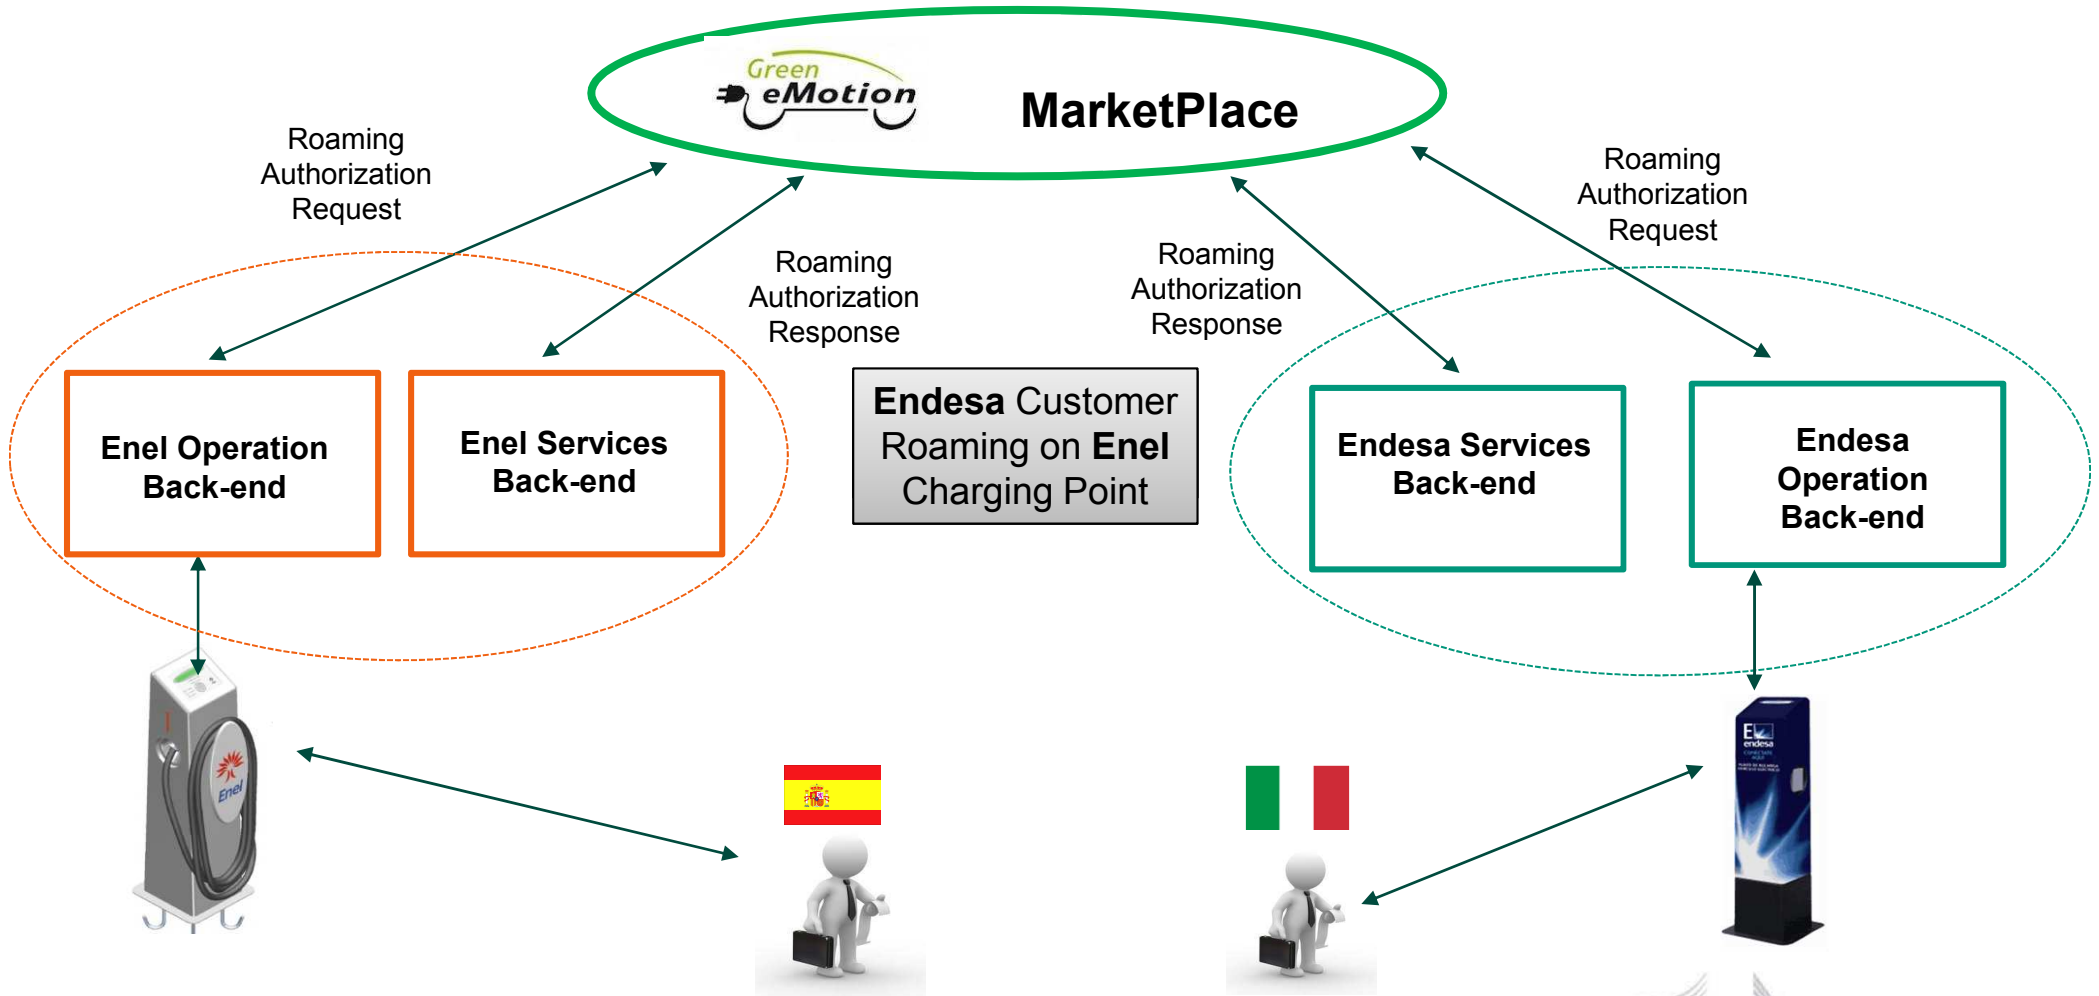 Green
eMotion
MarketPlace
Roaming
Authorization
Request
Roaming
Authorization
Response
Roaming
Authorization
Response
Roaming
Authorization
Request
Enel Operation
Back-end
Enel Services
Back-end
Endesa Customer
Roaming on Enel
Charging Point
Endesa Services
Back-end
Endesa
Operation
Back-end
Enel
E
endesa